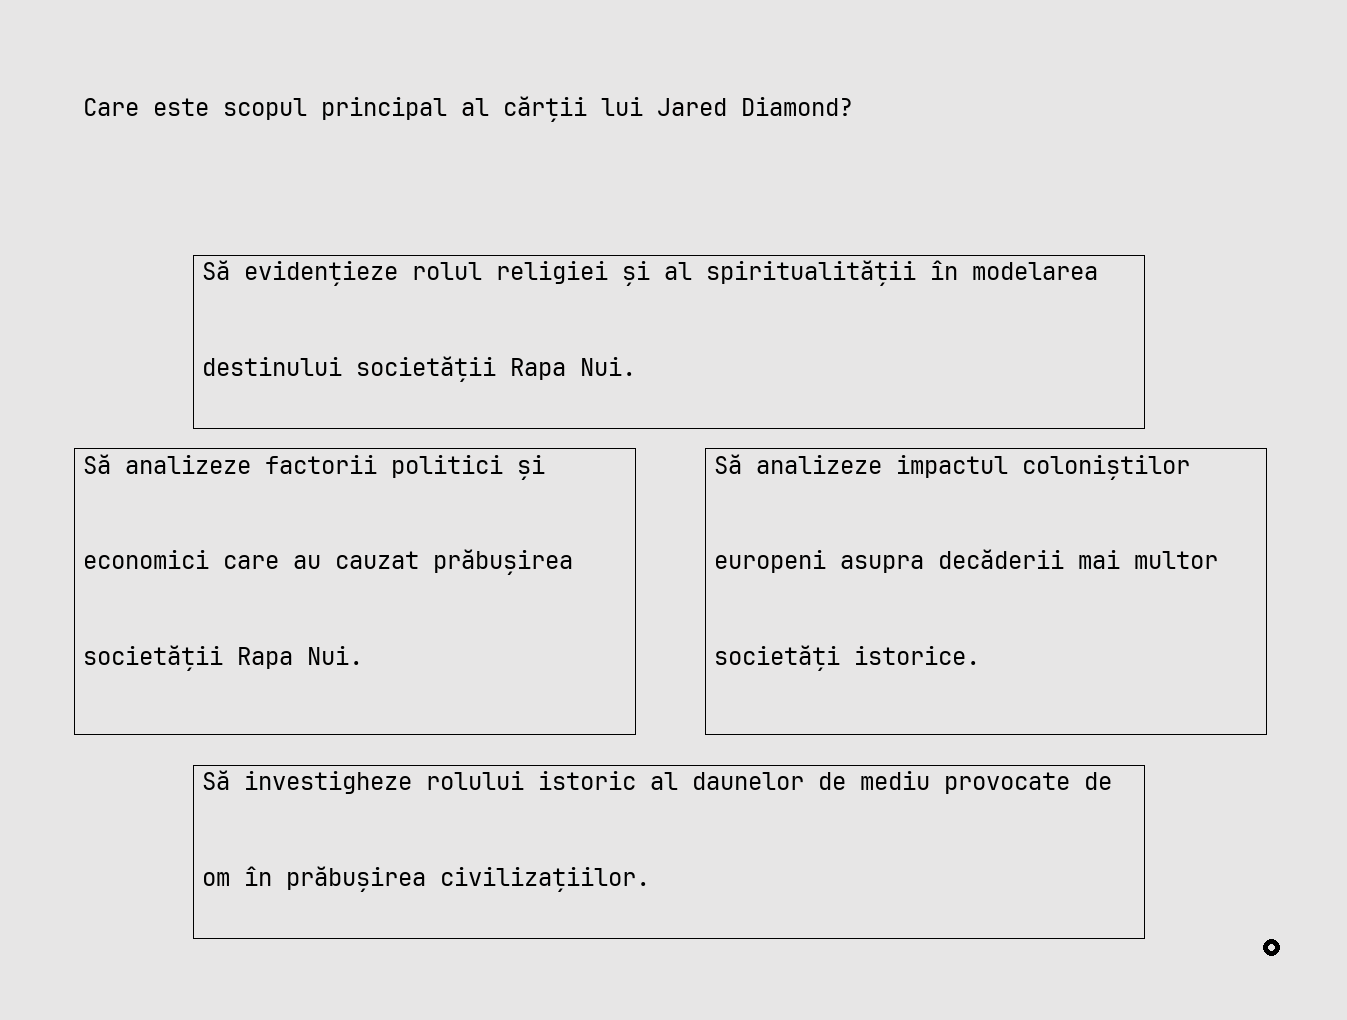 Care este scopul principal al cărții lui Jared Diamond?
Să evidențieze rolul religiei și al spiritualității în modelarea
destinului societății Rapa Nui.
Să analizeze factorii politici și
economici care au cauzat prăbușirea
societății Rapa Nui.
Să analizeze impactul coloniștilor
europeni asupra decăderii mai multor
societăți istorice.
Să investigheze rolului istoric al daunelor de mediu provocate de
om în prăbușirea civilizațiilor.